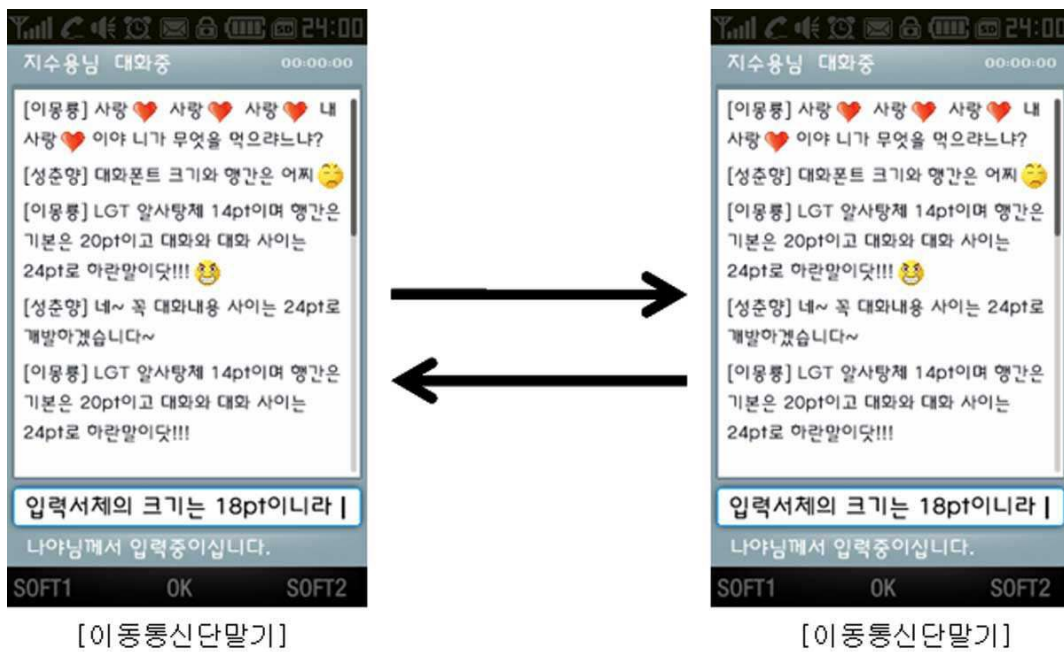 24:00
지수용님 대화중 00:00:00
[이몽룡] 사랑 사랑 사랑 내
사랑 이야 니가 무엇을 먹으랴느냐?
[성춘향] 대화폰트 크기와 행간은 어찌
[이몽룡] LGT 알사탕체 14pt이며 행간은
기본은 20pt이고 대화와 대화 사이는
24pt로 하란말이닷!!!
[성춘향] 네~ 꼭 대화내용 사이는 24pt로
개발하겠습니다~
[이몽룡] LGT 알사탕체 14pt이며 행간은
기본은 20pt이고 대화와 대화 사이는
24pt로 하란말이닷!!!
입력서체의 크기는 18pt이니라
나야님께서 입력중이십니다.
SOFT1 OK SOFT2
[이동통신단말기]
24:00
지수용님 대화중 00:00:00
[이몽룡] 사랑 사랑 사랑 내
사랑 이야 니가 무엇을 먹으랴느냐?
[성춘향] 대화폰트 크기와 행간은 어찌
[이몽룡] LGT 알사탕체 14pt이며 행간은
기본은 20pt이고 대화와 대화 사이는
24pt로 하란말이닷!!!
[성춘향] 네~ 꼭 대화내용 사이는 24pt로
개발하겠습니다~
[이몽룡] LGT 알사탕체 14pt이며 행간은
기본은 20pt이고 대화와 대화 사이는
24pt로 하란말이닷!!!
입력서체의 크기는 18pt이니라
나야님께서 입력중이십니다.
SOFT1 OK SOFT2
[이동통신단말기]